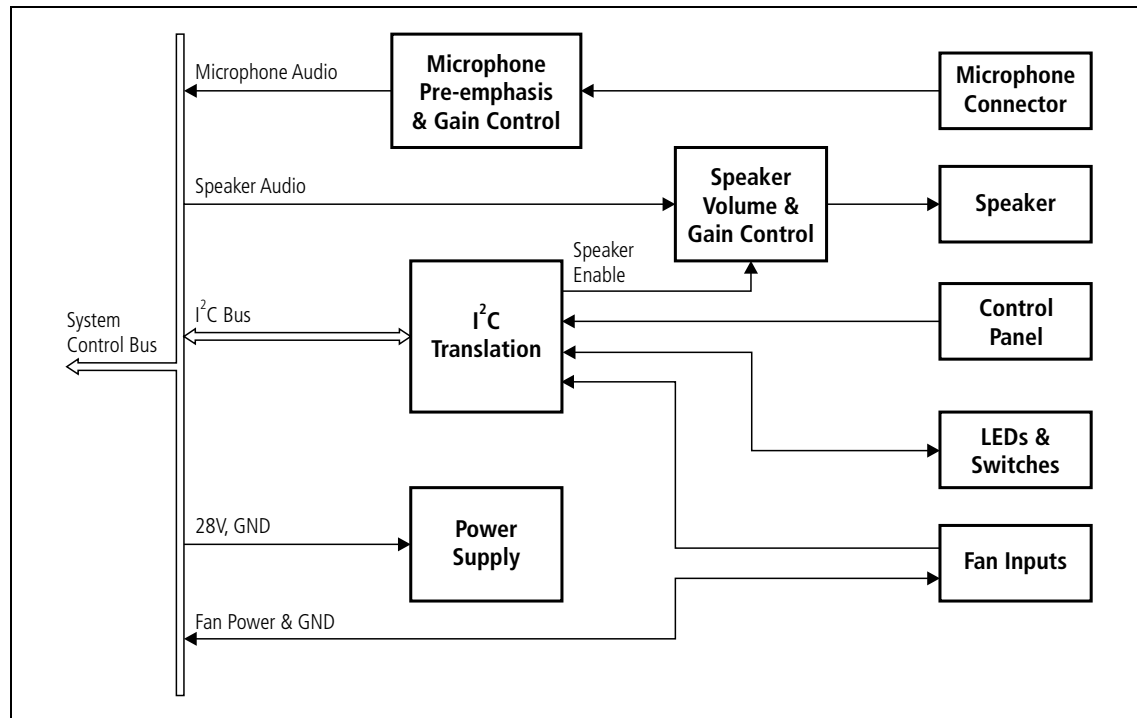 Microphone Audio
Microphone
Pre-emphasis
& Gain Control
Microphone
Connector
Speaker Audio
Speaker
Volume &
Gain Control
Speaker
Speaker
Enable
I²C Bus
I²C
Translation
Control
Panel
System
Control Bus
LEDs &
Switches
28V, GND
Power
Supply
Fan Inputs
Fan Power & GND